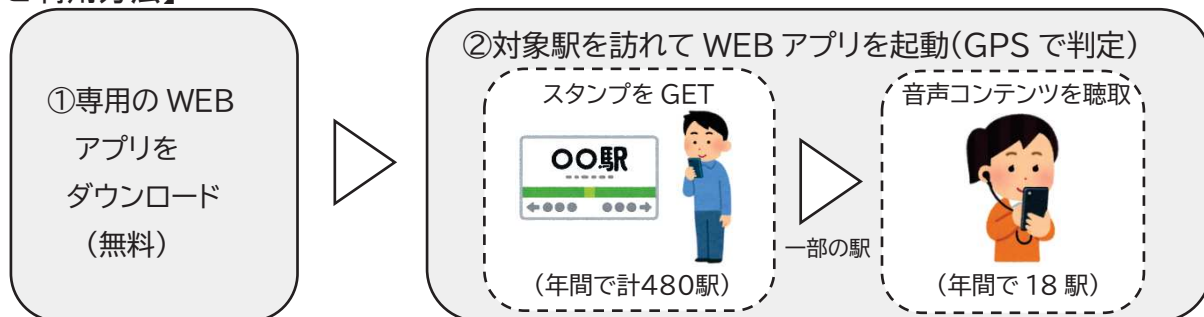 ご利用方法】
①専用の WEB
アプリを
ダウンロード
(無料)
②対象駅を訪れて WEB アプリを起動(GPS で判定)
スタンプを GET
〇〇駅
(年間で計480駅)
一部の駅
音声コンテンツを聴取
(年間で 18 駅)